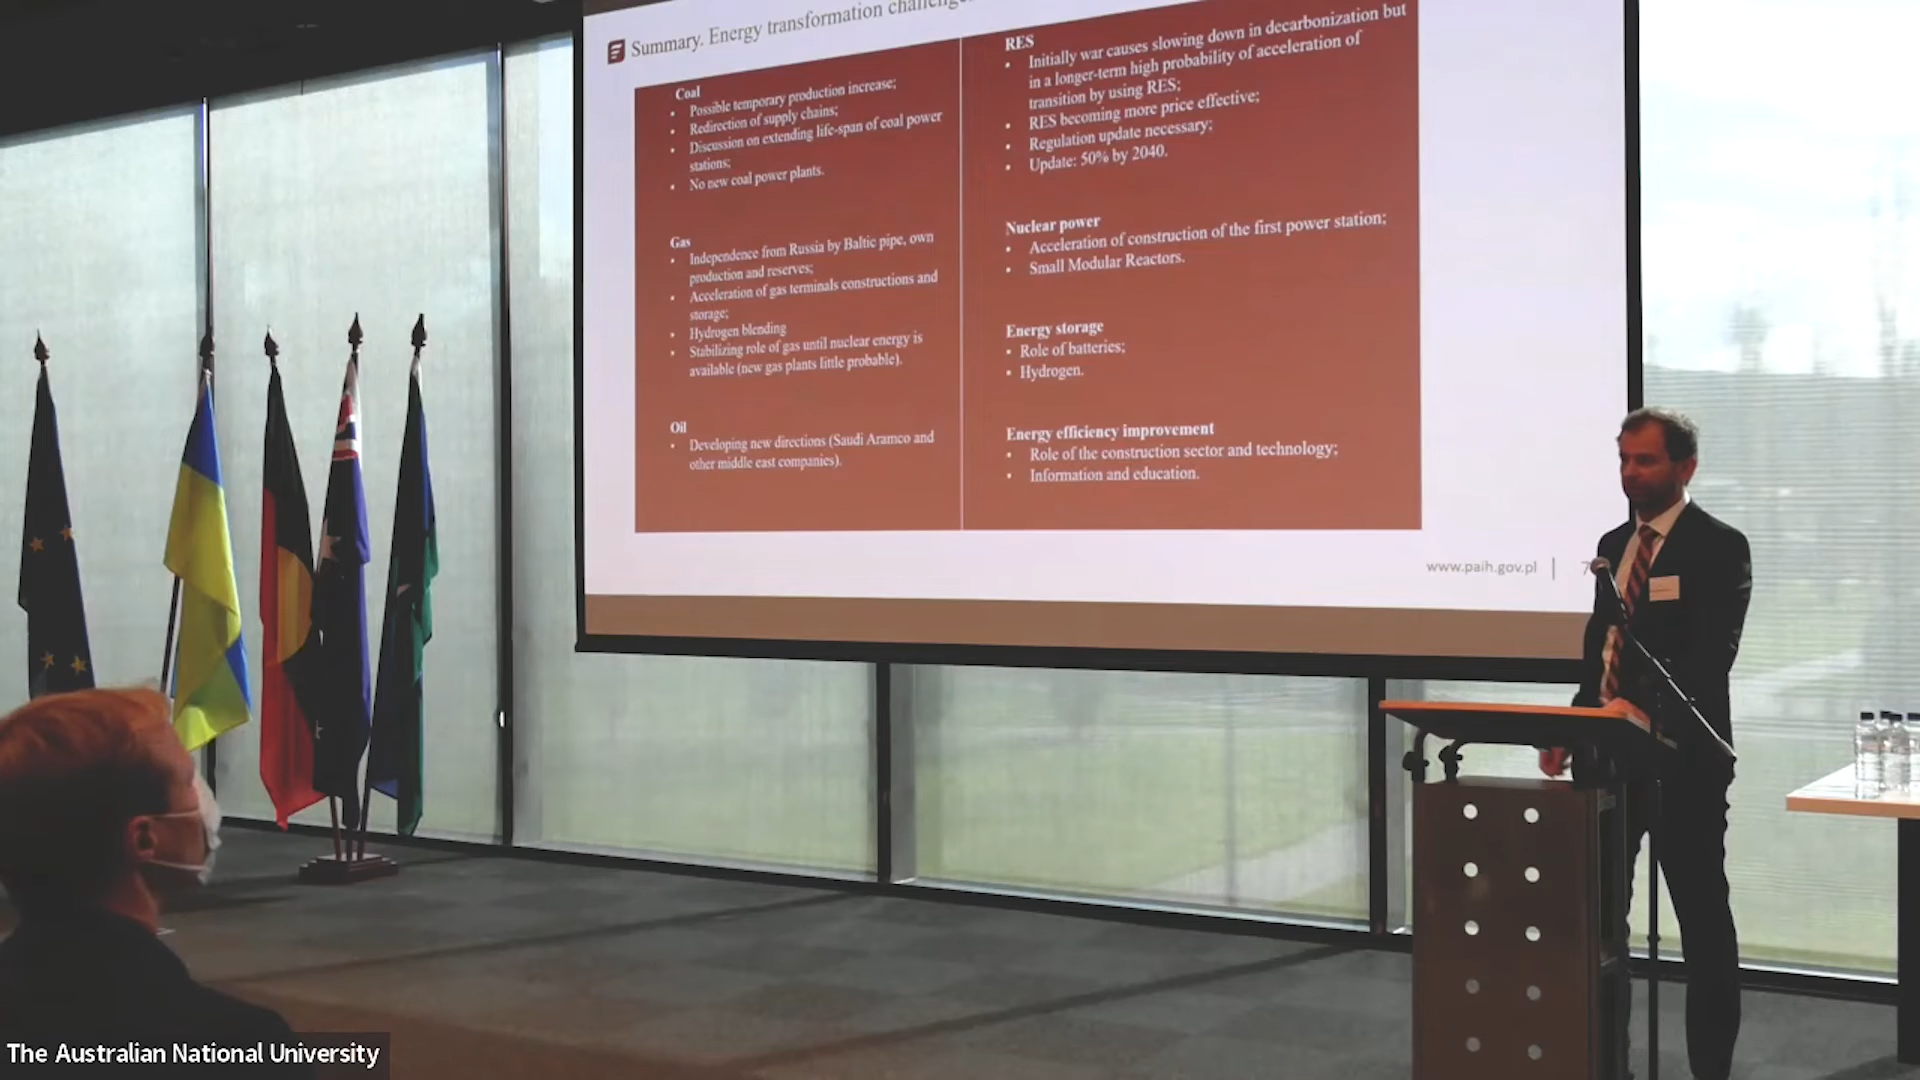 Summary. Energy transformation
Coal
• Possible temporary production increase;
• Redirection of supply chains;
• Discussion on extending life-span of coal power
stations;
• No new coal power plants.
Gas
• Independence from Russia by Baltic pipe, own
production and reserves;
• Acceleration of gas terminals constructions and
storage;
• Hydrogen blending
• Stabilizing role of gas until nuclear energy is
available (new gas plants little probable).
Oil
• Developing new directions (Saudi Aramco and
other middle east companies).
RES
• Initially war causes slowing down in decarbonization but
in a longer-term high probability of acceleration of
transition by using RES;
• RES becoming more price effective;
• Regulation update necessary;
• Update: 50% by 2040.
Nuclear power
• Acceleration of construction of the first power station;
• Small Modular Reactors.
Energy storage
• Role of batteries;
• Hydrogen.
Energy efficiency improvement
• Role of the construction sector and technology;
• Information and education.
www.paih.gov.pl | 7
The Australian National University